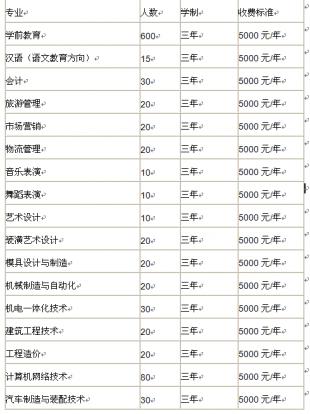 专业 人数 学制 收费标准
学前教育 600 三年 5000 元/年
汉语（语文教育方向） 15 三年 5000 元/年
会计 30 三年 5000 元/年
旅游管理 20 三年 5000 元/年
市场营销 20 三年 5000 元/年
物流管理 20 三年 5000 元/年
音乐表演 10 三年 5000 元/年
舞蹈表演 10 三年 5000 元/年
艺术设计 10 三年 5000 元/年
装潢艺术设计 20 三年 5000 元/年
模具设计与制造 20 三年 5000 元/年
机械制造与自动化 20 三年 5000 元/年
机电一体化技术 30 三年 5000 元/年
建筑工程技术 20 三年 5000 元/年
工程造价 20 三年 5000 元/年
计算机网络技术 80 三年 5000 元/年
汽车制造与装配技术 30 三年 5000 元/年